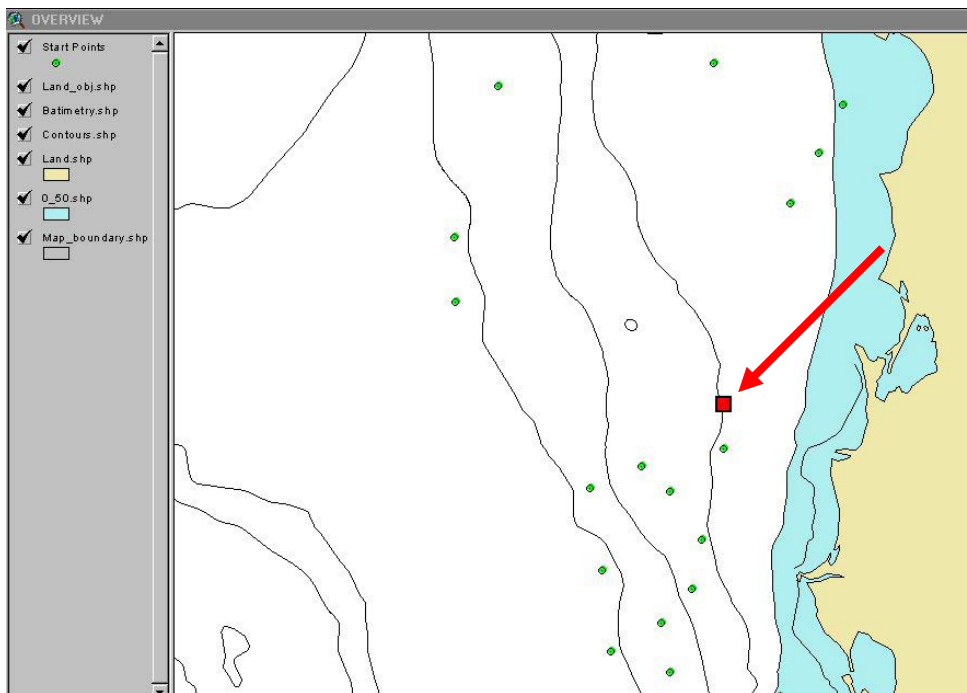 OVERVIEW
Start Points
Land_obj.shp
Batimetry.shp
Contours.shp
Land.shp
0_50.shp
Map_boundary.shp